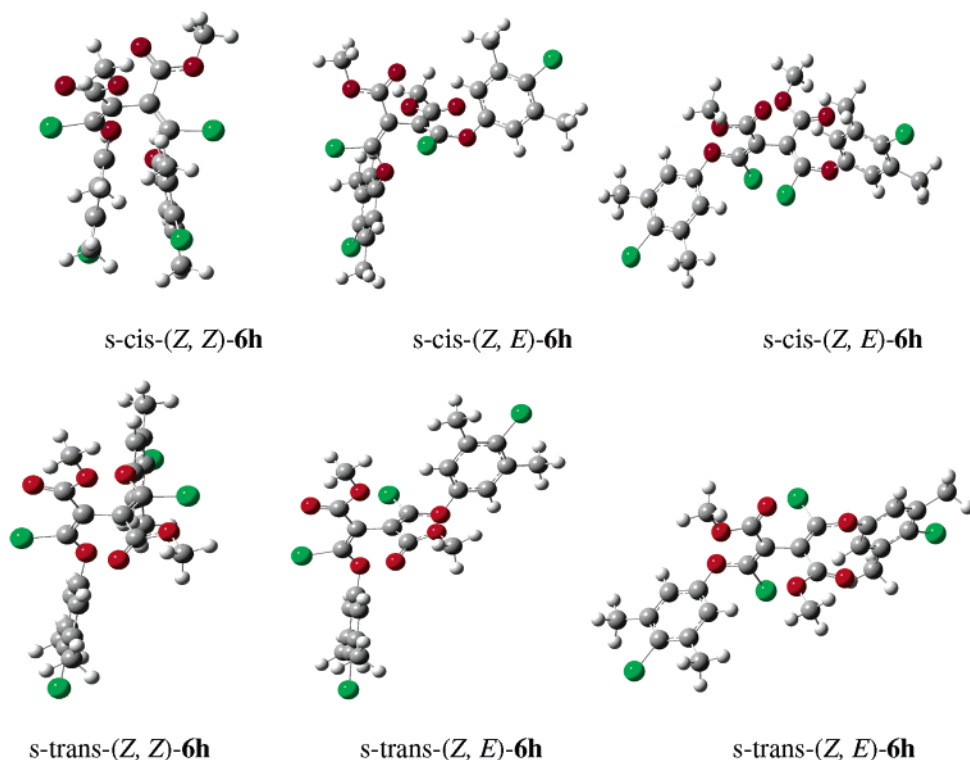 s-cis-(Z, Z)-6h
s-cis-(Z, E)-6h
s-cis-(Z, E)-6h
s-trans-(Z, Z)-6h
s-trans-(Z, E)-6h
s-trans-(Z, E)-6h